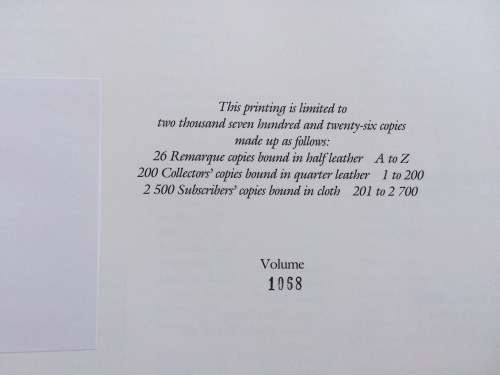 This printing is limited to
two thousand seven hundred and twenty-six copies
made up as follows:
26 Remarque copies bound in half leather A to Z
200 Collectors' copies bound in quarter leather 1 to 200
2 500 Subscribers' copies bound in cloth 201 to 2 700
Volume
1068